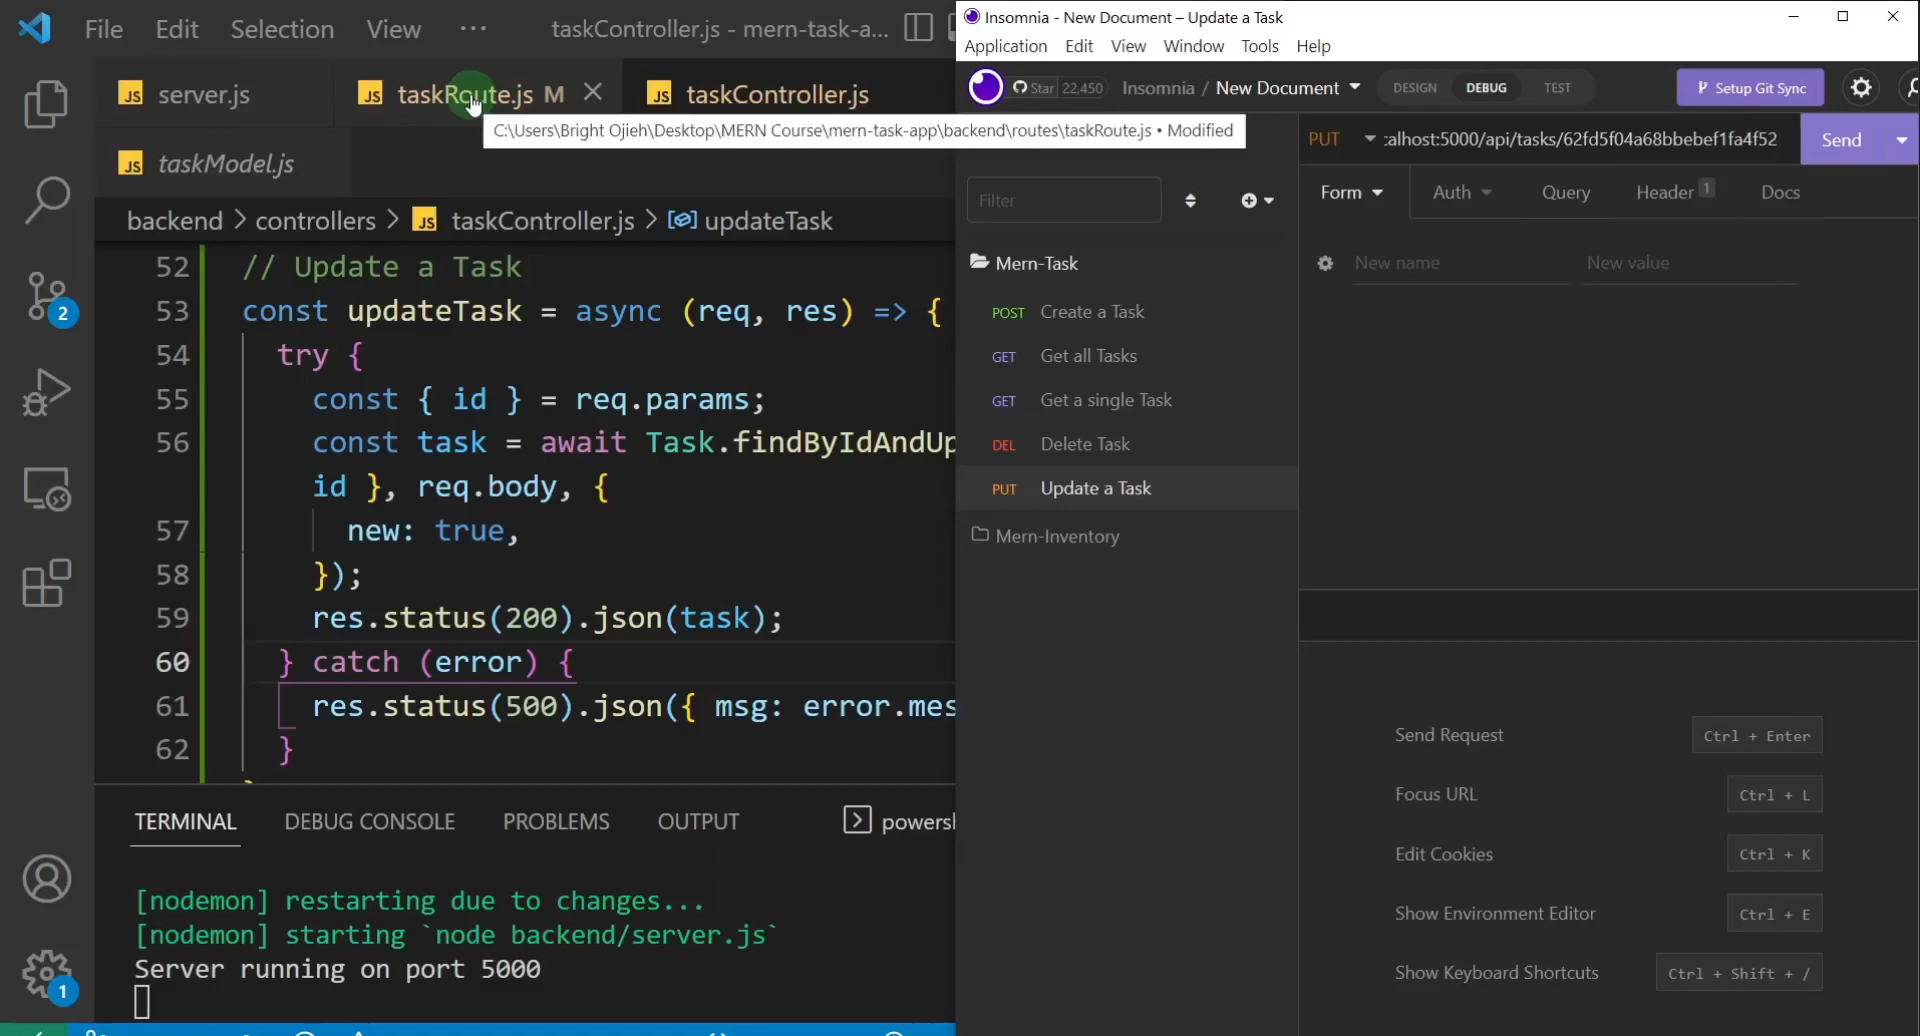 File Edit Selection View ··· taskController.js - mern-task-a...
JS server.js
JS taskRoute.js M
JS taskController.js
C:\Users\Bright Ojieh\Desktop\MERN Course\mern-task-app\backend\routes\taskRoute.js • Modified
JS taskModel.js
backend > controllers > JS taskController.js > updateTask
52 // Update a Task
53 const updateTask = async (req, res) => {
54 try {
55 const { id } = req.params;
56 const task = await Task.findByIdAndUp
id }, req.body, {
57 new: true,
58 });
59 res.status(200).json(task);
60 } catch (error) {
61 res.status(500).json({ msg: error.mes
62 }
2
1
TERMINAL DEBUG CONSOLE PROBLEMS OUTPUT powersh
[nodemon] restarting due to changes...
[nodemon] starting `node backend/server.js`
Server running on port 5000
Insomnia - New Document – Update a Task
Application Edit View Window Tools Help
Star 22,450 Insomnia / New Document DESIGN DEBUG TEST Setup Git Sync
PUT :alhost:5000/api/tasks/62fd5f04a68bbebef1fa4f52 Send
Filter
Form Auth Query Header 1 Docs
New name New value
Mern-Task
POST Create a Task
GET Get all Tasks
GET Get a single Task
DEL Delete Task
PUT Update a Task
Mern-Inventory
Send Request Ctrl + Enter
Focus URL Ctrl + L
Edit Cookies Ctrl + K
Show Environment Editor Ctrl + E
Show Keyboard Shortcuts Ctrl + Shift + /